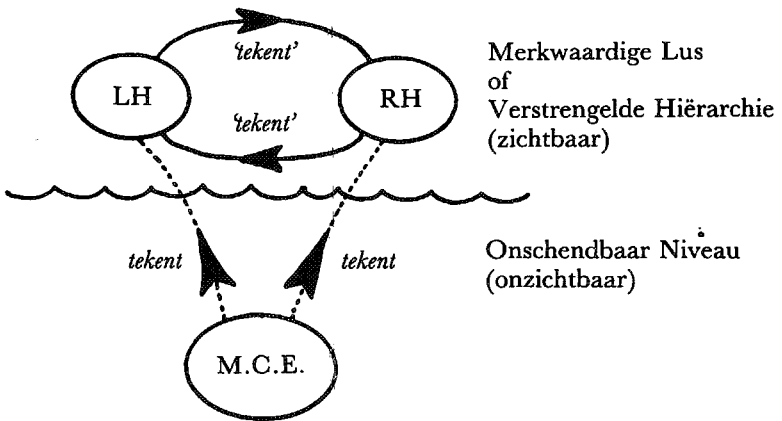 'tekent'
LH
RH
'tekent'
Merkwaardige Lus
of
Verstrengelde Hiërarchie
(zichtbaar)
tekent
tekent
Onschendbaar Niveau
(onzichtbaar)
M.C.E.